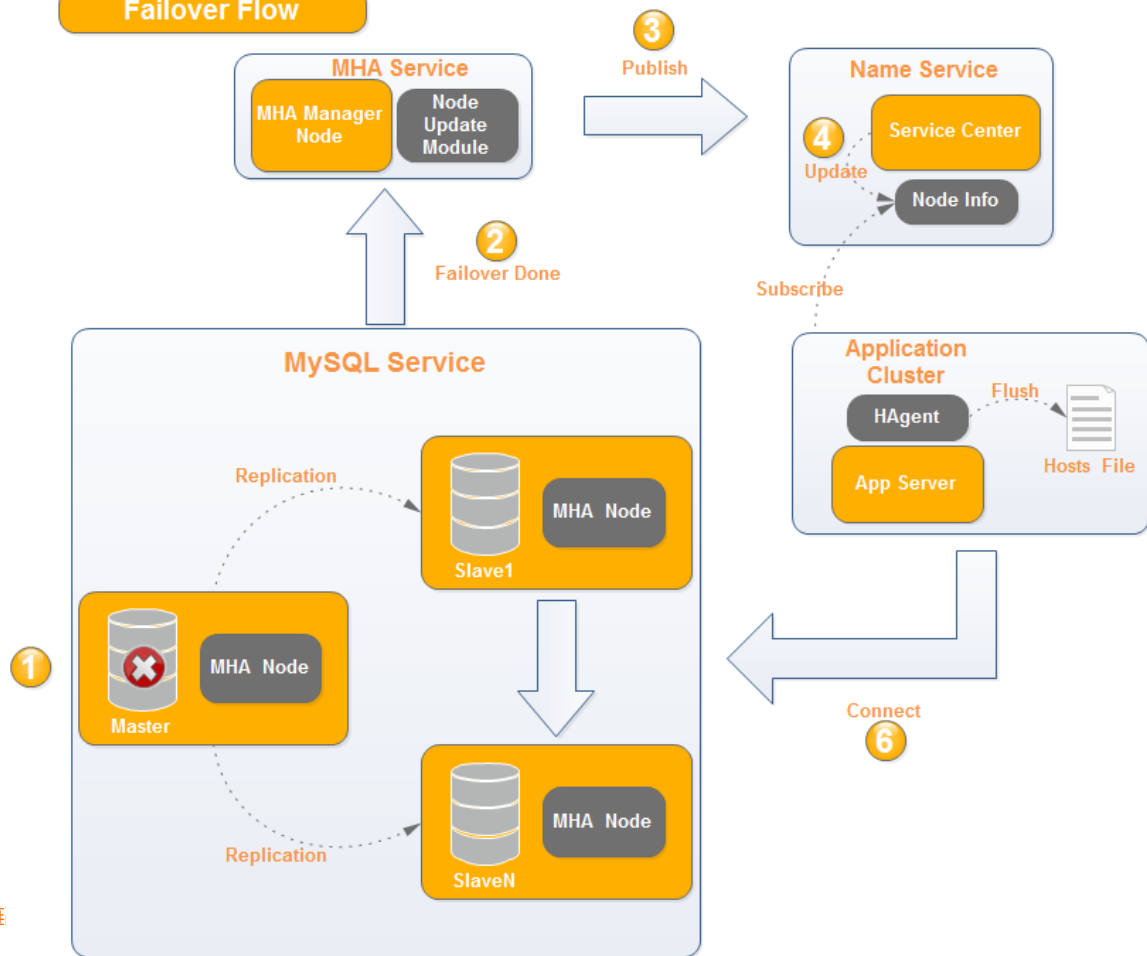 Failover Flow
3
Publish
MHA Service
MHA Manager
Node
Node
Update
Module
Name Service
Service Center
4
Update
Node Info
2
Failover Done
Subscribe
MySQL Service
Application
Cluster
HAgent
Flush
Hosts File
App Server
Replication
MHA Node
Slave1
1
MHA Node
Master
Connect
6
Replication
MHA Node
SlaveN